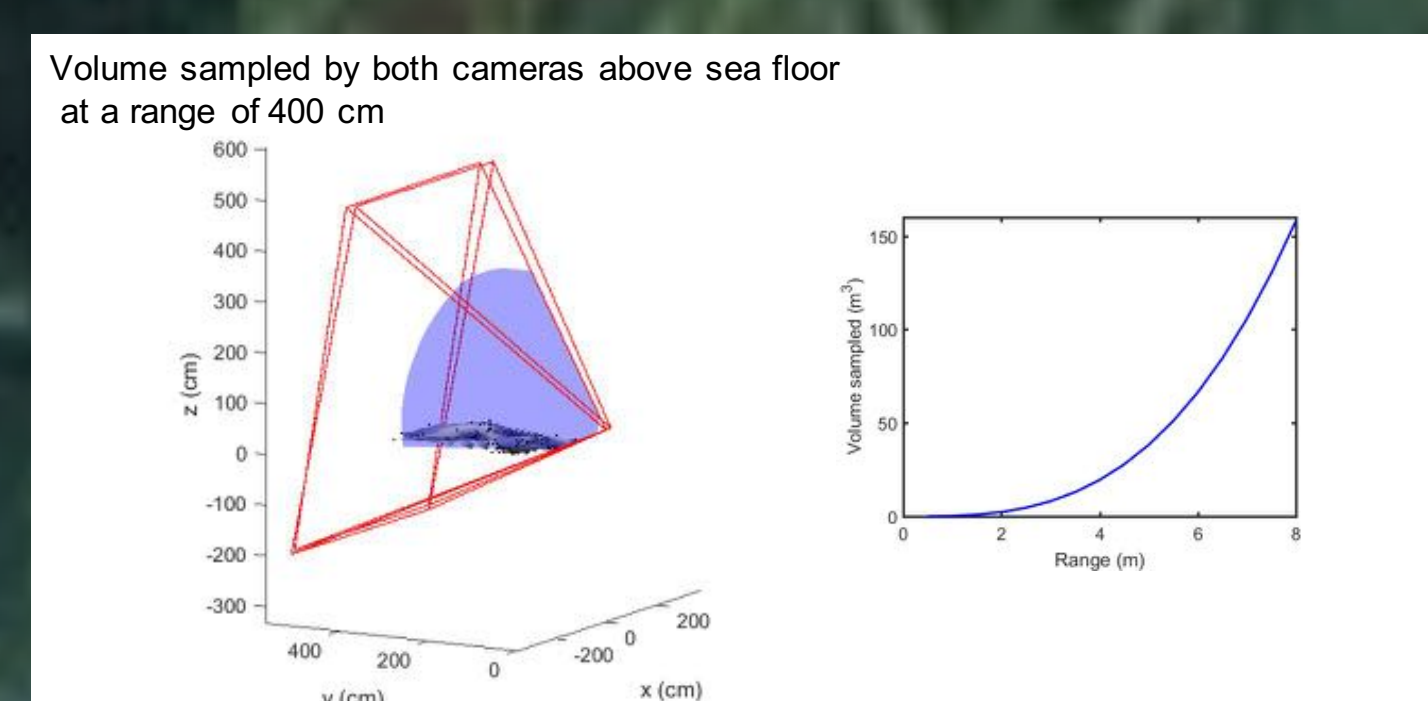 Volume sampled by both cameras above sea floor
at a range of 400 cm
600
500
400
300
200
100
0
-100
-200
-300
z (cm)
400
200
0
y (cm)
-200
0
200
x (cm)
150
100
50
0
Volume sampled (m³)
0 2 4 6 8
Range (m)